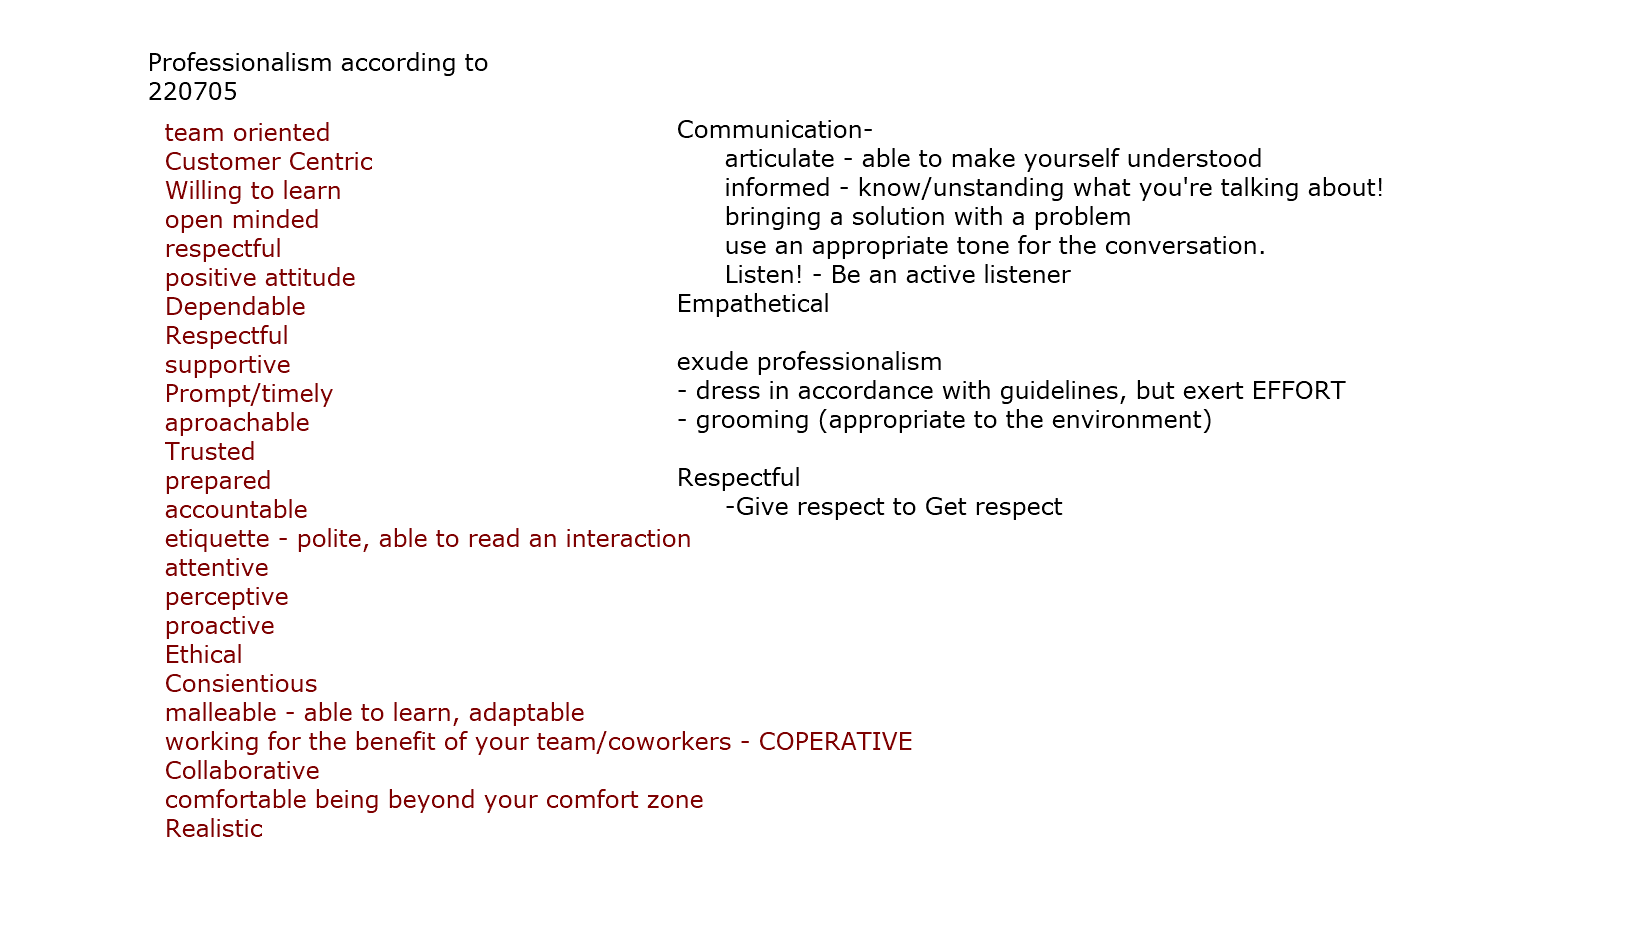 Professionalism according to
220705
team oriented
Customer Centric
Willing to learn
open minded
respectful
positive attitude
Dependable
Respectful
supportive
Prompt/timely
aproachable
Trusted
prepared
accountable
etiquette - polite, able to read an interaction
attentive
perceptive
proactive
Ethical
Consientious
malleable - able to learn, adaptable
working for the benefit of your team/coworkers - COPERATIVE
Collaborative
comfortable being beyond your comfort zone
Realistic
Communication-
articulate - able to make yourself understood
informed - know/unstanding what you're talking about!
bringing a solution with a problem
use an appropriate tone for the conversation.
Listen! - Be an active listener
Empathetical
exude professionalism
- dress in accordance with guidelines, but exert EFFORT
- grooming (appropriate to the environment)
Respectful
-Give respect to Get respect